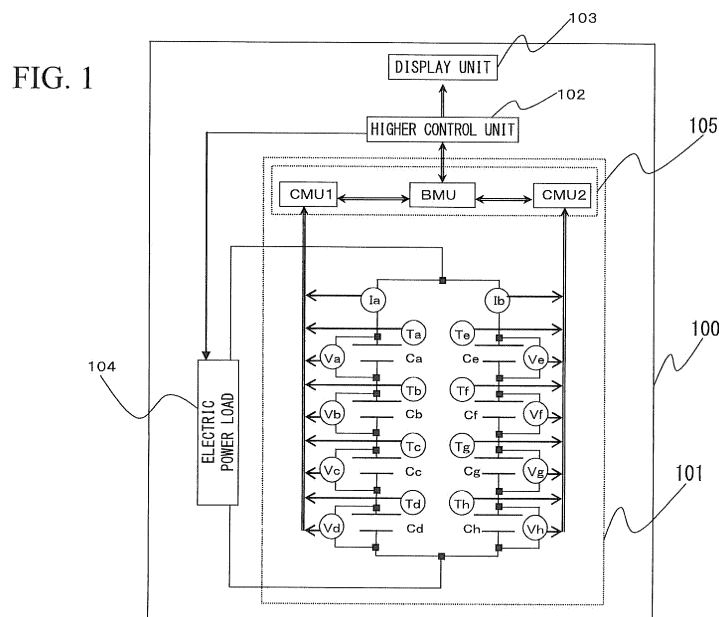 103
FIG. 1
DISPLAY UNIT
102
HIGHER CONTROL UNIT
105
CMU1 BMU CMU2
Ia Ib
Ta Te
100
Va Ca Ce Ve
104
Tb Tf
Vb Cb Cf Vf
ELECTRIC
POWER LOAD
Tc Tg
Vc Cc Cg Vg
101
Td Th
Vd Cd Ch Vh